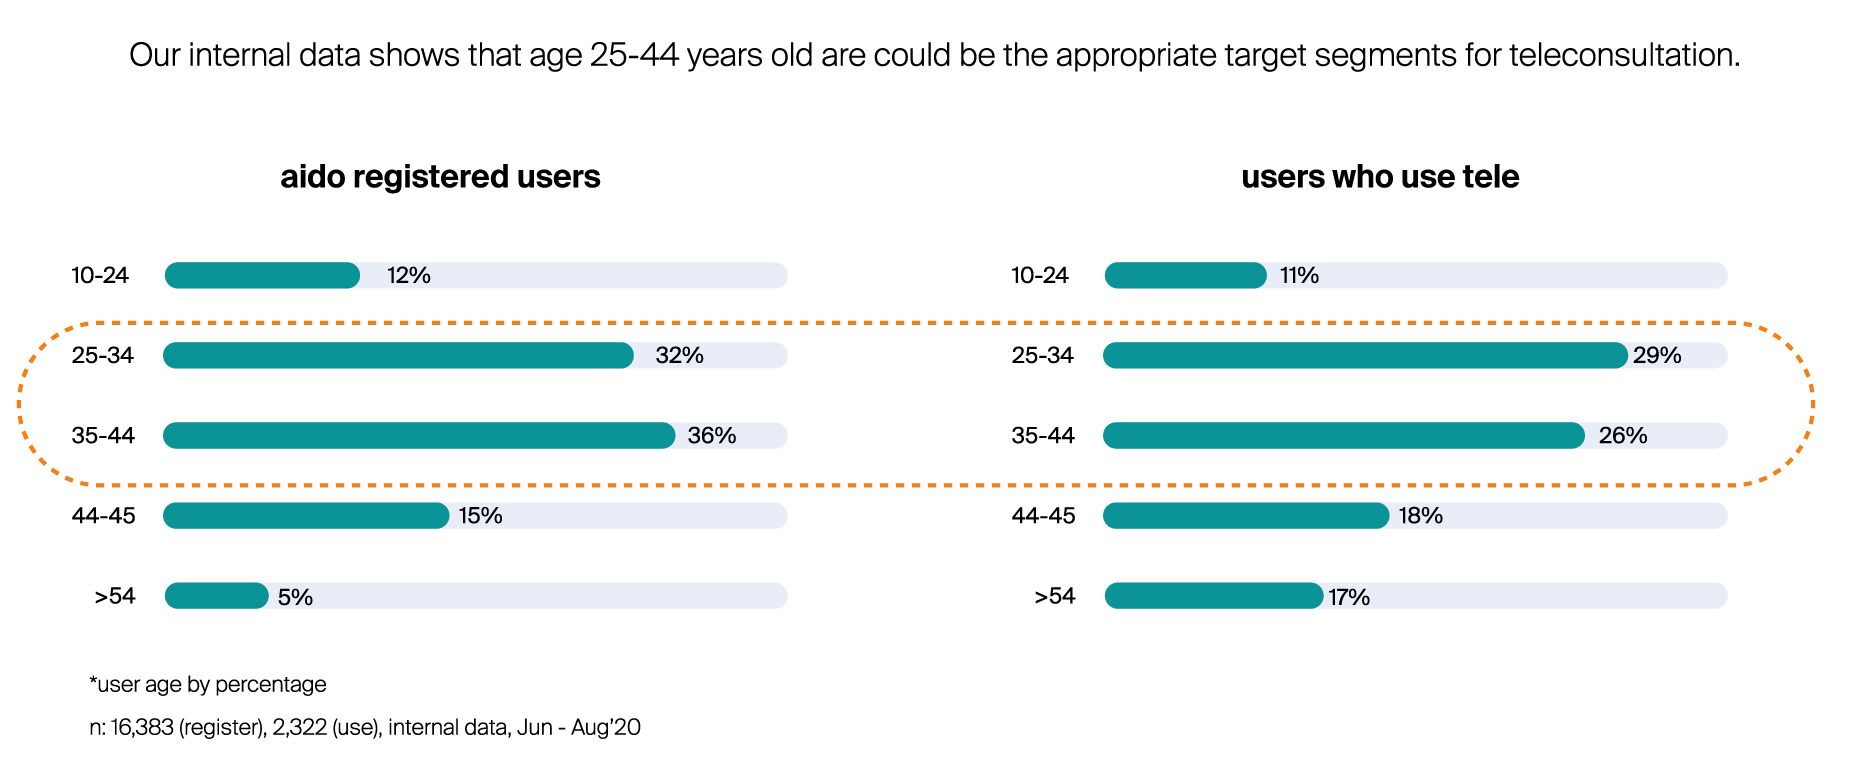 Our internal data shows that age 25-44 years old are could be the appropriate target segments for teleconsultation.
aido registered users
10-24 12%
25-34 32%
35-44 36%
44-45 15%
>54 5%
users who use tele
10-24 11%
25-34 29%
35-44 26%
44-45 18%
>54 17%
*user age by percentage
n: 16,383 (register), 2,322 (use), internal data, Jun - Aug’20